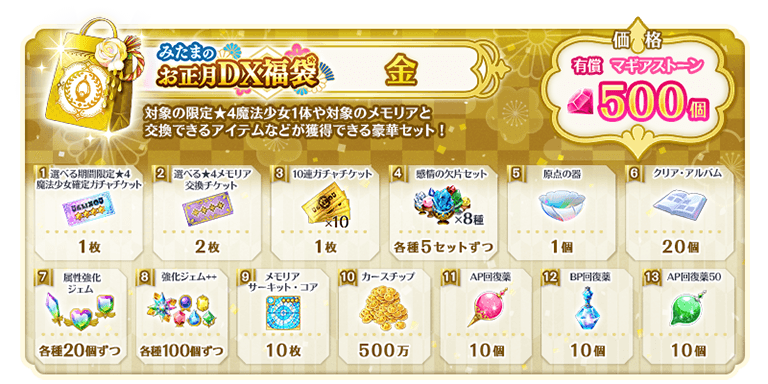 みたまの
お正月DX福袋
金
価格
有償 マギアストーン
500個
対象の限定★4魔法少女1体や対象のメモリアと
交換できるアイテムなどが獲得できる豪華セット！
1 選べる期間限定★4
魔法少女確定ガチャチケット
1枚
2 選べる★4メモリア
交換チケット
2枚
3 10連ガチャチケット
×10
1枚
4 感情の欠片セット
×8種
各種5セットずつ
5 原点の器
1個
6 クリア・アルバム
20個
7 属性強化
ジェム
各種20個ずつ
8 強化ジェム++
各種100個ずつ
9 メモリア
サーキット・コア
10枚
10 カースチップ
500万
11 AP回復薬
10個
12 BP回復薬
10個
13 AP回復薬50
10個